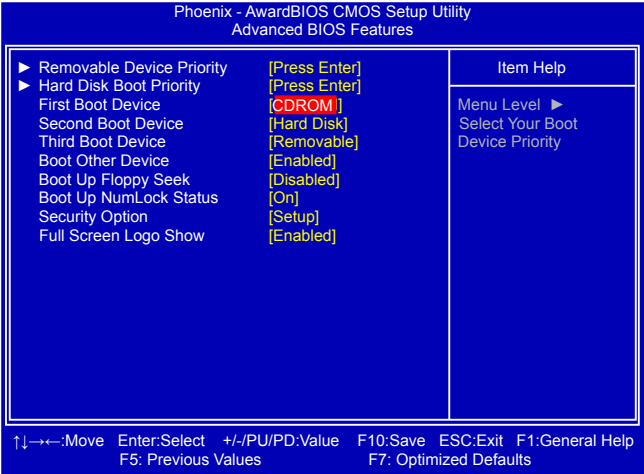 Phoenix - AwardBIOS CMOS Setup Utility
Advanced BIOS Features
► Removable Device Priority [Press Enter]
► Hard Disk Boot Priority [Press Enter]
First Boot Device [CDROM ]
Second Boot Device [Hard Disk]
Third Boot Device [Removable]
Boot Other Device [Enabled]
Boot Up Floppy Seek [Disabled]
Boot Up NumLock Status [On]
Security Option [Setup]
Full Screen Logo Show [Enabled]
Item Help
Menu Level ►
Select Your Boot
Device Priority
↑↓→←:Move Enter:Select +/-/PU/PD:Value F10:Save ESC:Exit F1:General Help
F5: Previous Values F7: Optimized Defaults